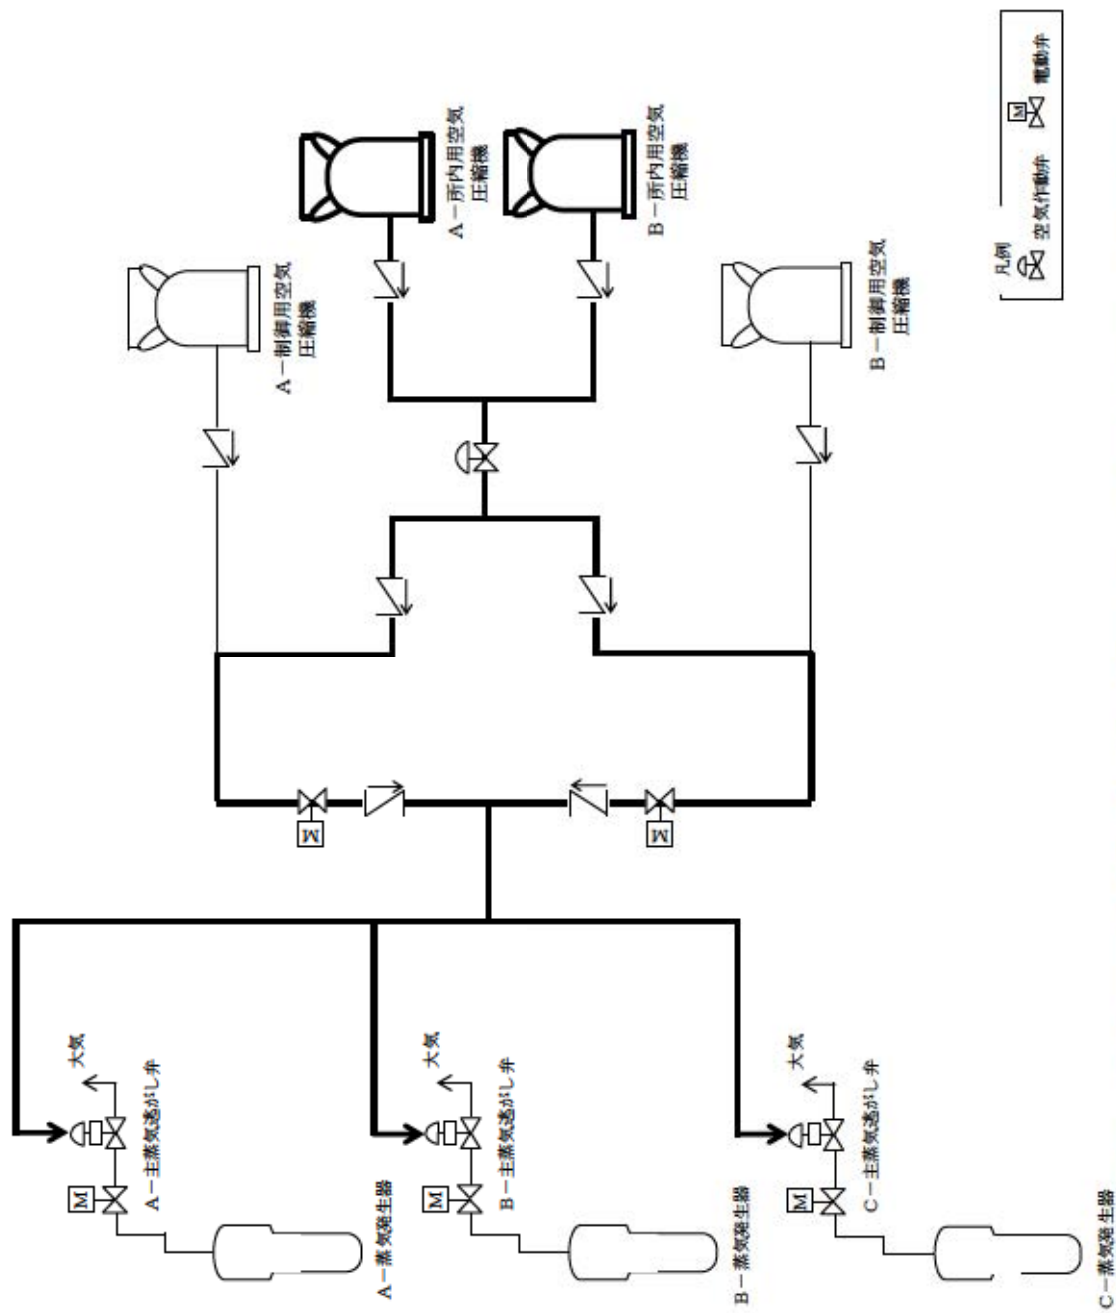 A－所内用空気
圧縮機
B－所内用空気
圧縮機
A－制御用空気
圧縮機
B－制御用空気
圧縮機
凡例
空気作動弁
M
電動弁
M
M
大気
A－主蒸気逃がし弁
M
A－蒸気発生器
大気
B－主蒸気逃がし弁
M
B－蒸気発生器
大気
C－主蒸気逃がし弁
M
C－蒸気発生器